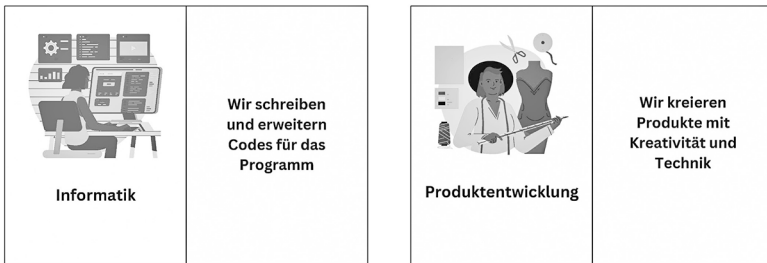 Informatik
Wir schreiben
und erweitern
Codes für das
Programm
Produktentwicklung
Wir kreieren
Produkte mit
Kreativität und
Technik